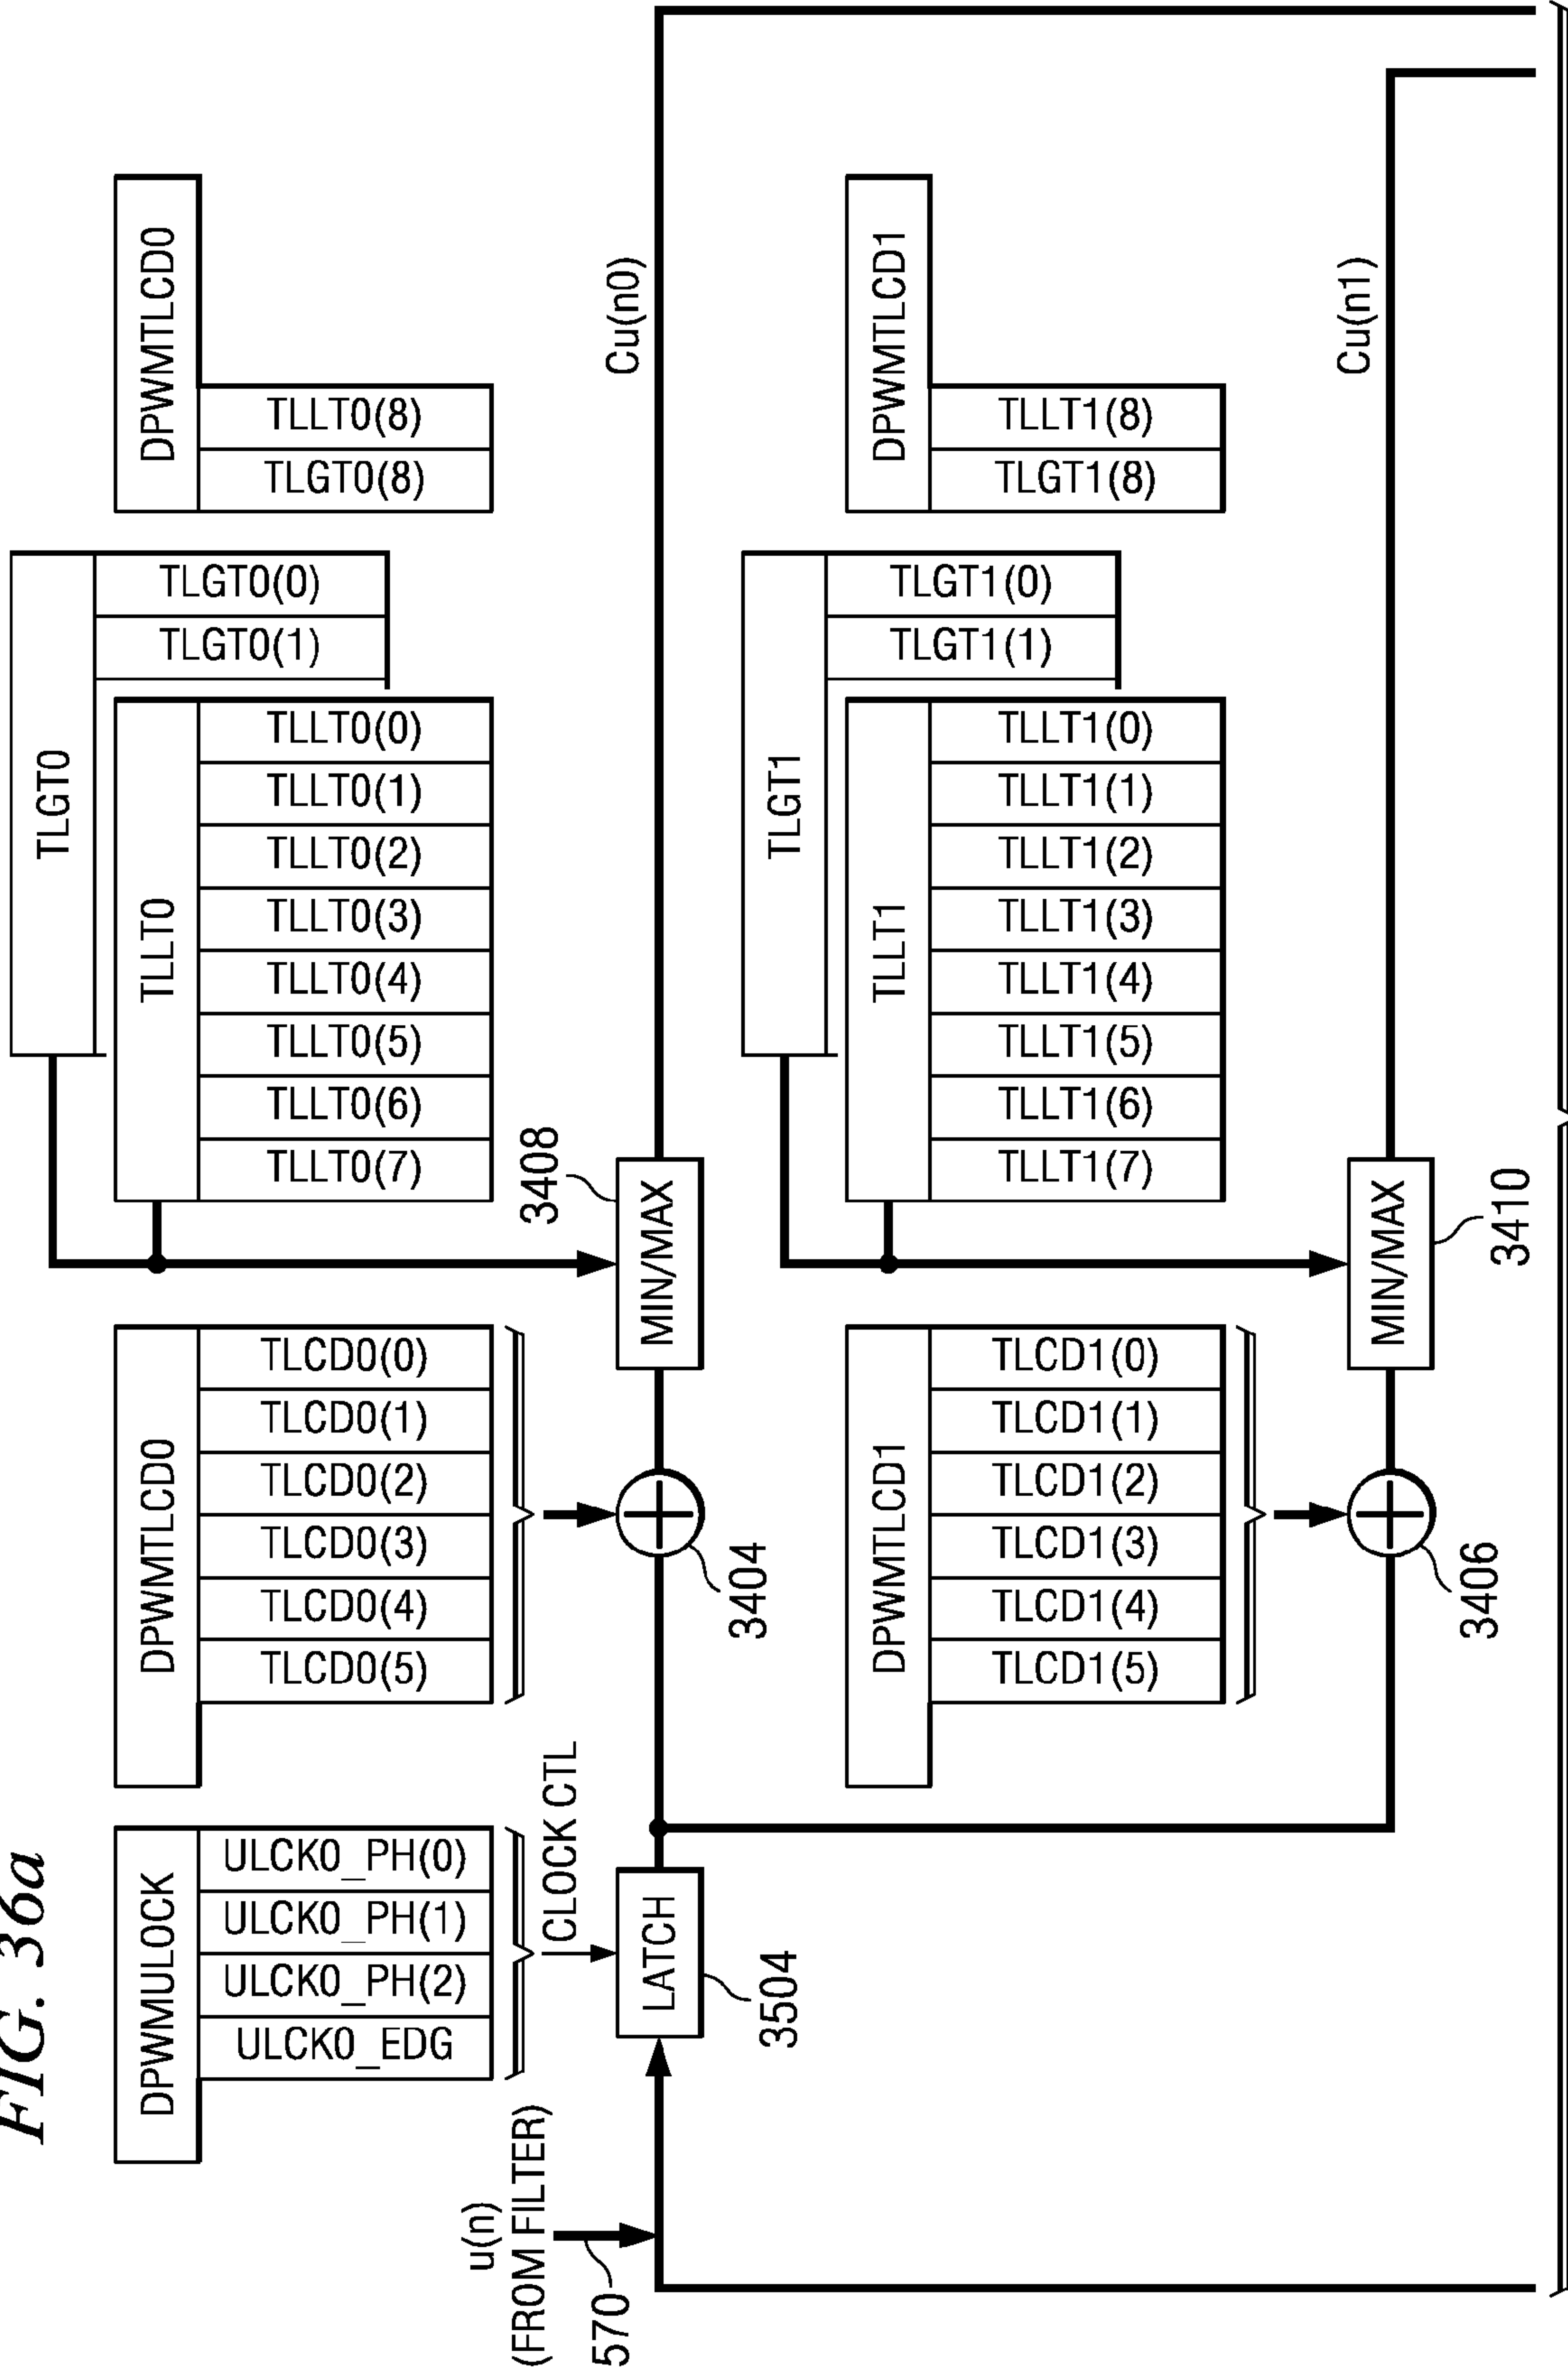 FIG. 36a
u(n)
(FROM FILTER)
570
DPWMULOCK
ULCK0_EDG
ULCK0_PH(2)
ULCK0_PH(1)
ULCK0_PH(0)
CLOCK CTL
LATCH
3504
DPWMTLCD0
TLCD0(5)
TLCD0(4)
TLCD0(3)
TLCD0(2)
TLCD0(1)
TLCD0(0)
3404
TLGT0
TLGT0(1)
TLGT0(0)
TLLT0
TLLT0(7)
TLLT0(6)
TLLT0(5)
TLLT0(4)
TLLT0(3)
TLLT0(2)
TLLT0(1)
TLLT0(0)
3408
MIN/MAX
DPWMTLCD0
TLGT0(8)
TLLT0(8)
Cu(n0)
DPWMTLCD1
TLCD1(5)
TLCD1(4)
TLCD1(3)
TLCD1(2)
TLCD1(1)
TLCD1(0)
3406
TLGT1
TLGT1(1)
TLGT1(0)
TLLT1
TLLT1(7)
TLLT1(6)
TLLT1(5)
TLLT1(4)
TLLT1(3)
TLLT1(2)
TLLT1(1)
TLLT1(0)
MIN/MAX
3410
DPWMTLCD1
TLGT1(8)
TLLT1(8)
Cu(n1)